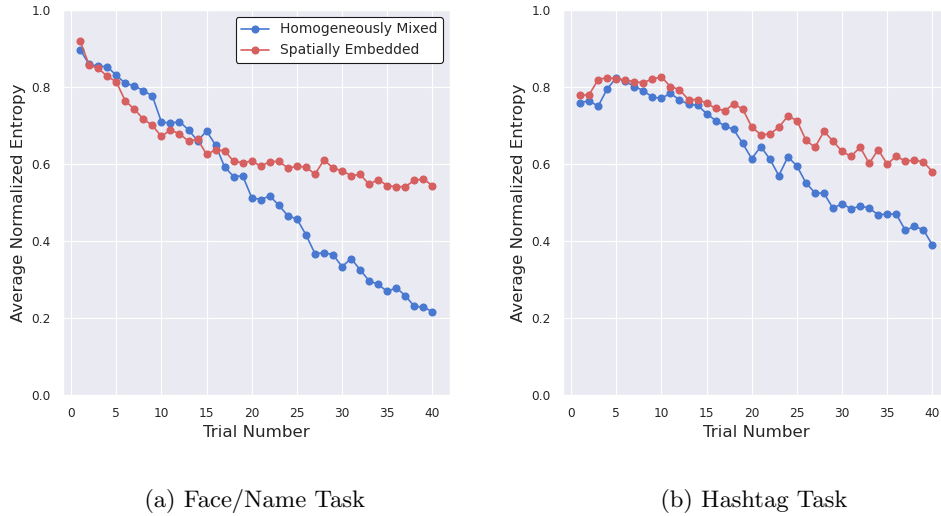 1.0
0.8
0.6
0.4
0.2
0.0
Average Normalized Entropy
Homogeneously Mixed
Spatially Embedded
0 5 10 15 20 25 30 35 40
Trial Number
(a) Face/Name Task
1.0
0.8
0.6
0.4
0.2
0.0
Average Normalized Entropy
0 5 10 15 20 25 30 35 40
Trial Number
(b) Hashtag Task